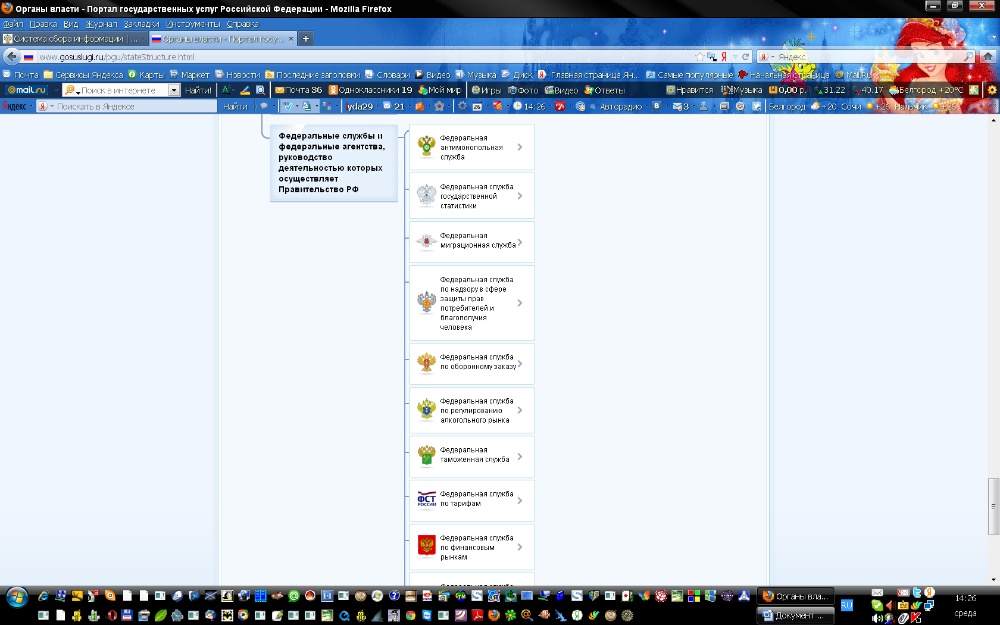 Органы власти - Портал государственных услуг Российской Федерации - Mozilla Firefox
Файл Правка Вид Журнал Закладки Инструменты Справка
Система сбора информации | ... Органы власти - Портал госу... +
www.gosuslugi.ru/pgu/stateStructure.html Яндекс
Почта Сервисы Яндекса Карты Маркет Новости Последние заголовки Словари Видео Музыка Диск Главная страница Ян... Самые популярные Начальная страница Mail.Ru
@mail.ru Поиск в интернете Найти! Почта 36 Одноклассники 19 Мой мир Игры Фото Видео Ответы Нравится Музыка 0,00 р. 31.22 40.17 Белгород +20°C
Яндекс Поискать в Яндексе Найти lyda29 21 26 14:26 Авторадио B 3 Белгород +20 Сочи +26 Нальчик +26
Федеральные службы и
федеральные агентства,
руководство
деятельностью которых
осуществляет
Правительство РФ
Федеральная
антимонопольная
служба
Федеральная служба
государственной
статистики
Федеральная
миграционная служба
Федеральная служба
по надзору в сфере
защиты прав
потребителей и
благополучия
человека
Федеральная служба
по оборонному заказу
Федеральная служба
по регулированию
алкогольного рынка
Федеральная
таможенная служба
ФСТ
РОССИИ
Федеральная служба
по тарифам
Федеральная служба
по финансовым
рынкам
Федеральная служба
Органы вла...
Документ ...
RU
14:26
среда